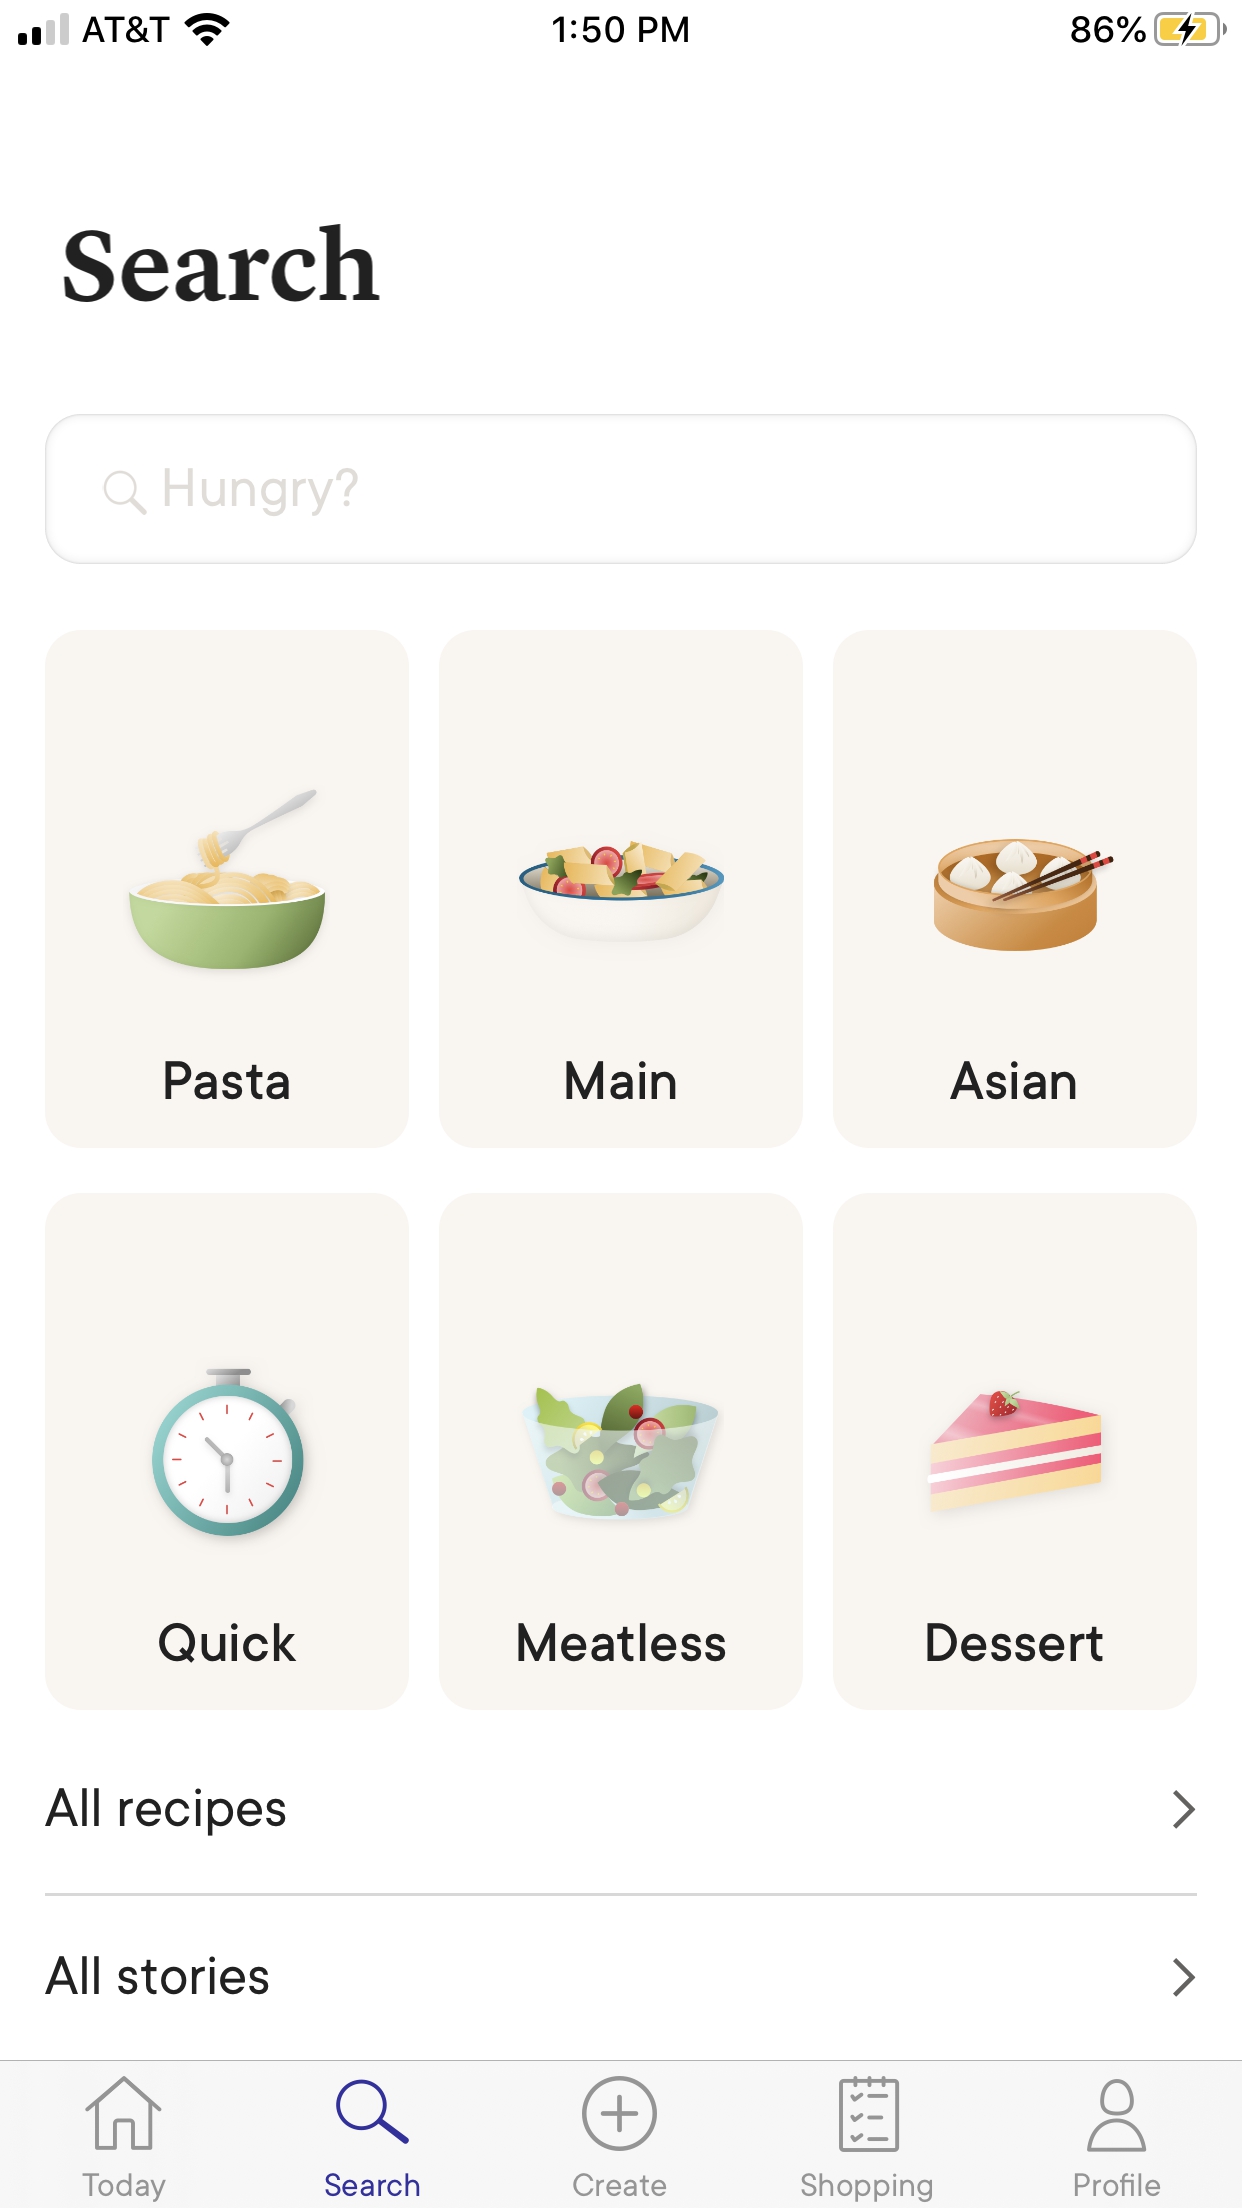 AT&T 1:50 PM 86%
Search
Hungry?
Pasta Main Asian
Quick Meatless Dessert
All recipes
All stories
Today Search Create Shopping Profile